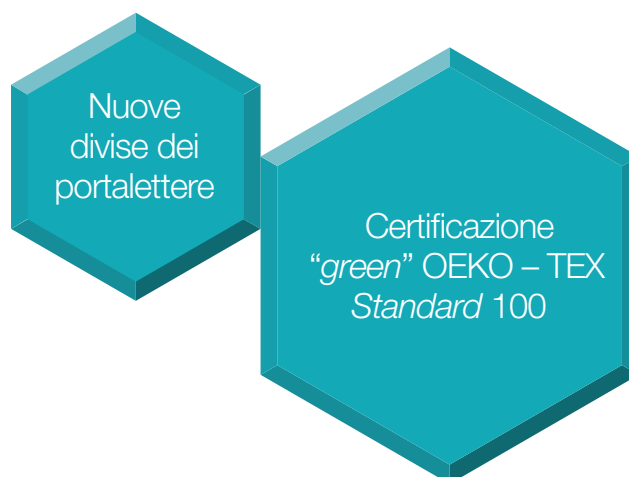 Nuove
divise dei
portalettere
Certificazione
“green” OEKO – TEX
Standard 100